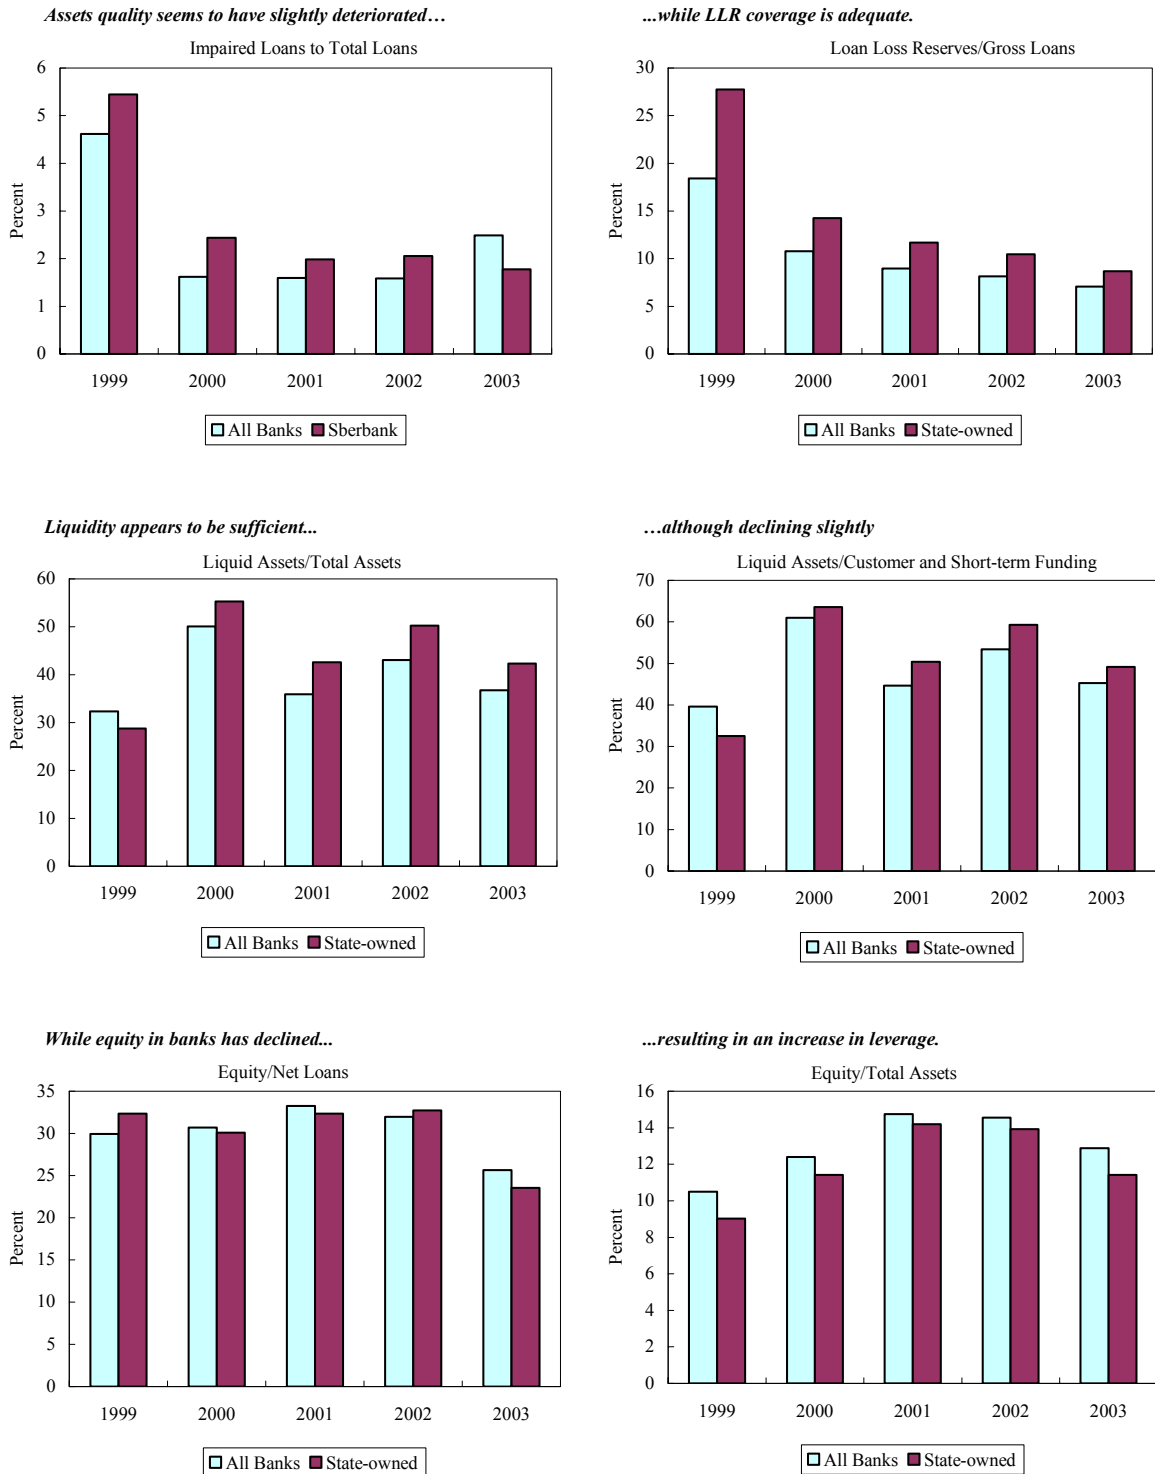 Assets quality seems to have slightly deteriorated…
Impaired Loans to Total Loans
Percent
6
5
4
3
2
1
0
1999 2000 2001 2002 2003
All Banks Sberbank
...while LLR coverage is adequate.
Loan Loss Reserves/Gross Loans
Percent
30
25
20
15
10
5
0
1999 2000 2001 2002 2003
All Banks State-owned
Liquidity appears to be sufficient...
Liquid Assets/Total Assets
Percent
60
50
40
30
20
10
0
1999 2000 2001 2002 2003
All Banks State-owned
…although declining slightly
Liquid Assets/Customer and Short-term Funding
Percent
70
60
50
40
30
20
10
0
1999 2000 2001 2002 2003
All Banks State-owned
While equity in banks has declined...
Equity/Net Loans
Percent
35
30
25
20
15
10
5
0
1999 2000 2001 2002 2003
All Banks State-owned
...resulting in an increase in leverage.
Equity/Total Assets
Percent
16
14
12
10
8
6
4
2
0
1999 2000 2001 2002 2003
All Banks State-owned